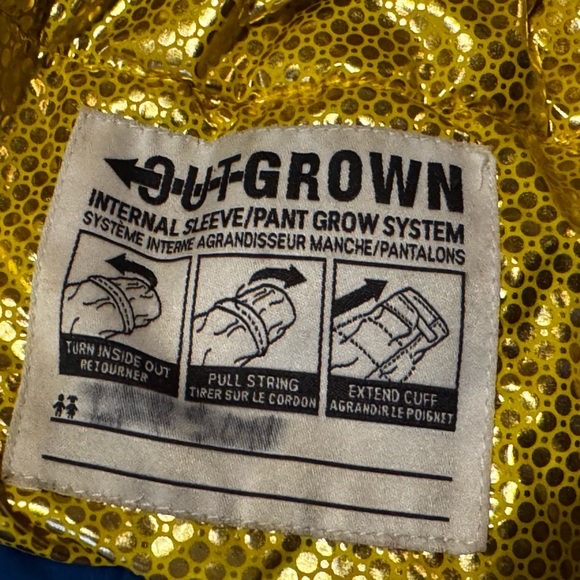 OUTGROWN
INTERNAL SLEEVE/PANT GROW SYSTEM
SYSTÈME INTERNE AGRANDISSEUR MANCHE/PANTALONS
TURN INSIDE OUT
RETOURNER
PULL STRING
TIRER SUR LE CORDON
EXTEND CUFF
AGRANDIR LE POIGNET